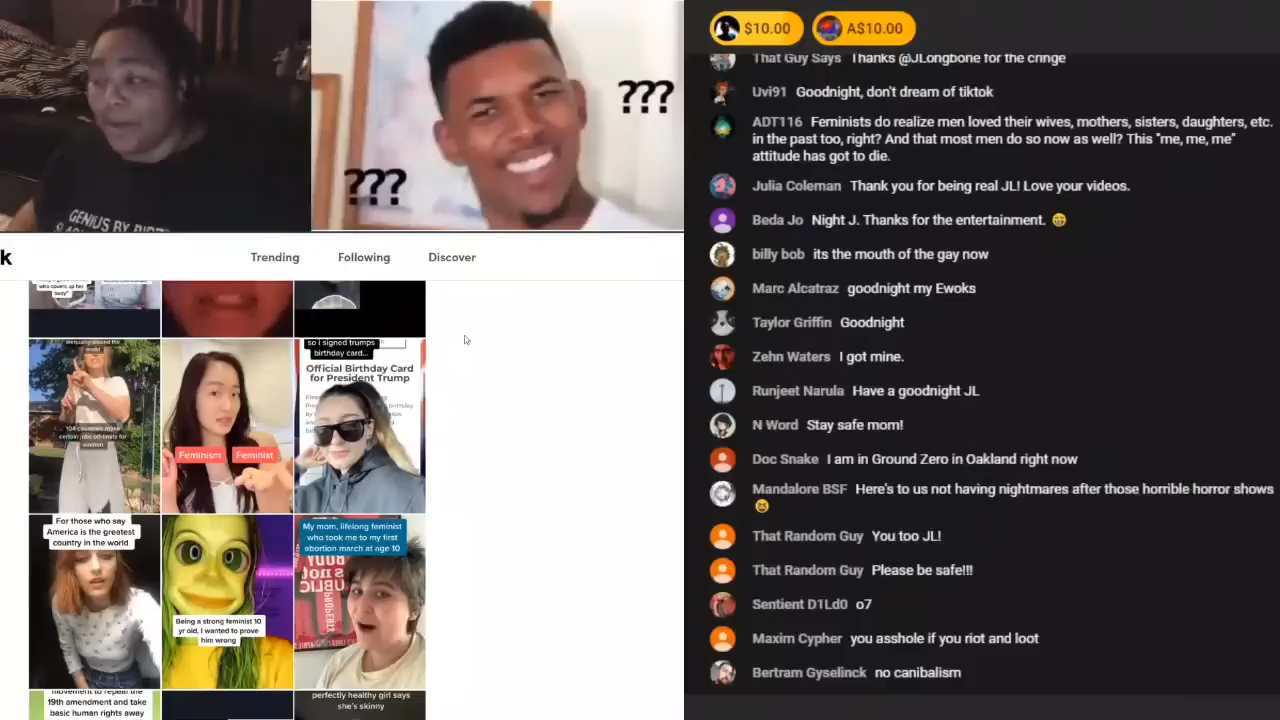 GENIUS BY BIRTH
???
???
k
Trending
Following
Discover
who covers up her
body"
inequality around the
world
104 countries make
certain jobs off-limits for
women
Feminism
Feminist
so i signed trumps
birthday card...
Official Birthday Card
for President Trump
For those who say
America is the greatest
country in the world
Being a strong feminist 10
yr old, I wanted to prove
him wrong
My mom, lifelong feminist
who took me to my first
abortion march at age 10
movement to repeal the
19th amendment and take
basic human rights away
perfectly healthy girl says
she's skinny
$10.00
A$10.00
That Guy Says Thanks @JLongbone for the cringe
Uvi91 Goodnight, don't dream of tiktok
ADT116 Feminists do realize men loved their wives, mothers, sisters, daughters, etc.
in the past too, right? And that most men do so now as well? This "me, me, me"
attitude has got to die.
Julia Coleman Thank you for being real JL! Love your videos.
Beda Jo Night J. Thanks for the entertainment. 😁
billy bob its the mouth of the gay now
Marc Alcatraz goodnight my Ewoks
Taylor Griffin Goodnight
Zehn Waters I got mine.
Runjeet Narula Have a goodnight JL
N Word Stay safe mom!
Doc Snake I am in Ground Zero in Oakland right now
Mandalore BSF Here's to us not having nightmares after those horrible horror shows
😆
That Random Guy You too JL!
That Random Guy Please be safe!!!
Sentient D1Ld0 o7
Maxim Cypher you asshole if you riot and loot
Bertram Gyselinck no canibalism